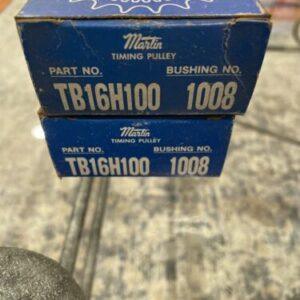 Martin
TIMING PULLEY
PART NO. BUSHING NO.
TB16H100 1008
Martin
TIMING PULLEY
PART NO. BUSHING NO.
TB16H100 1008